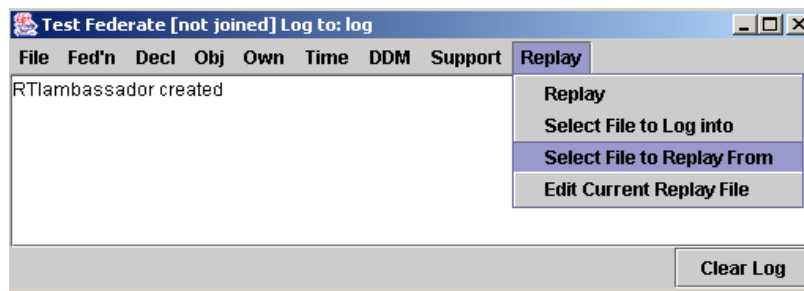 Test Federate [not joined] Log to: log
File Fed'n Decl Obj Own Time DDM Support Replay
RTIambassador created
Replay
Select File to Log into
Select File to Replay From
Edit Current Replay File
Clear Log